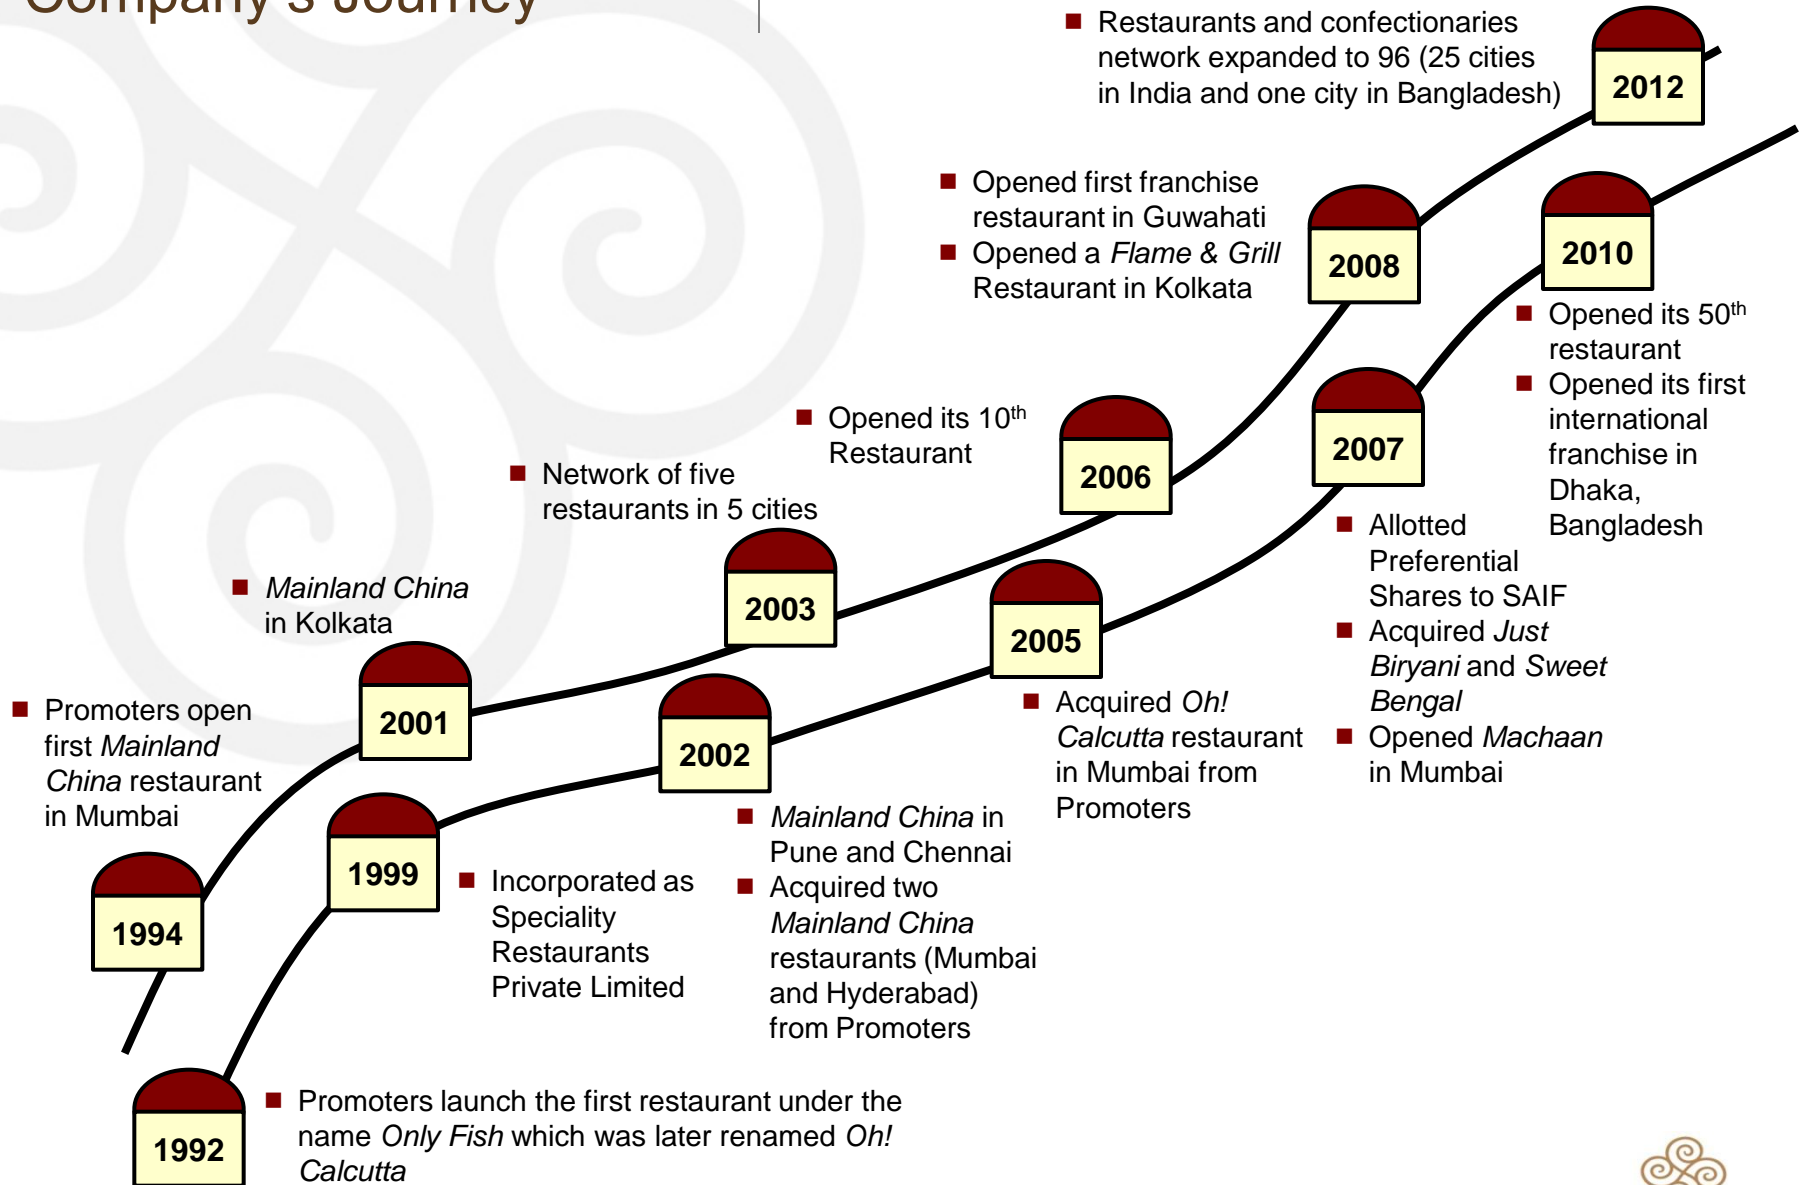 Company's Journey
■ Restaurants and confectionaries
network expanded to 96 (25 cities
in India and one city in Bangladesh)
2012
■ Opened first franchise
restaurant in Guwahati
■ Opened a Flame & Grill
Restaurant in Kolkata
2008
2010
■ Opened its 50th
restaurant
■ Opened its first
international
franchise in
Dhaka,
Bangladesh
■ Opened its 10th
Restaurant
2006
2007
■ Allotted
Preferential
Shares to SAIF
■ Acquired Just
Biryani and Sweet
Bengal
■ Opened Machaan
in Mumbai
■ Network of five
restaurants in 5 cities
2003
2005
■ Acquired Oh!
Calcutta restaurant
in Mumbai from
Promoters
■ Mainland China
in Kolkata
2001
2002
■ Mainland China in
Pune and Chennai
■ Acquired two
Mainland China
restaurants (Mumbai
and Hyderabad)
from Promoters
■ Promoters open
first Mainland
China restaurant
in Mumbai
1994
1999
■ Incorporated as
Speciality
Restaurants
Private Limited
1992
■ Promoters launch the first restaurant under the
name Only Fish which was later renamed Oh!
Calcutta